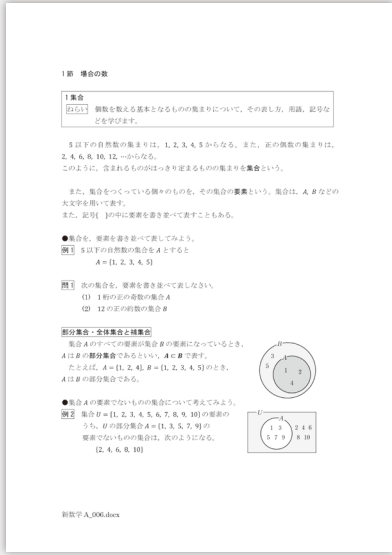 1節　場合の数
1 集合
ねらい　個数を数える基本となるものの集まりについて，その表し方，用語，記号な
どを学びます。
5 以下の自然数の集まりは，1, 2, 3, 4, 5 からなる。また，正の偶数の集まりは，
2, 4, 6, 8, 10, 12, …からなる。
このように，含まれるものがはっきり定まるものの集まりを集合という。
また，集合をつくっている個々のものを，その集合の要素という。集合は，A, B などの
大文字を用いて表す。
また，記号{　}の中に要素を書き並べて表すこともある。
●集合を，要素を書き並べて表してみよう。
例 1　5 以下の自然数の集合を A とすると
A = {1, 2, 3, 4, 5}
問 1　次の集合を，要素を書き並べて表しなさい。
(1)　1 桁の正の奇数の集合 A
(2)　12 の正の約数の集合 B
部分集合・全体集合と補集合
集合 A のすべての要素が集合 B の要素になっているとき，
A は B の部分集合であるといい，A ⊂ B で表す。
たとえば，A = {1, 2, 4}, B = {1, 2, 3, 4, 5} のとき，
A は B の部分集合である。
B
3
A
5
1
2
4
●集合 A の要素でないものの集合について考えてみよう。
例 2　集合 U = {1, 2, 3, 4, 5, 6, 7, 8, 9, 10} の要素の
うち，U の部分集合 A = {1, 3, 5, 7, 9} の
要素でないものの集合は，次のようになる。
{2, 4, 6, 8, 10}
U
A
1 3 2 4 6
5 7 9 8 10
新数学 A_006.docx